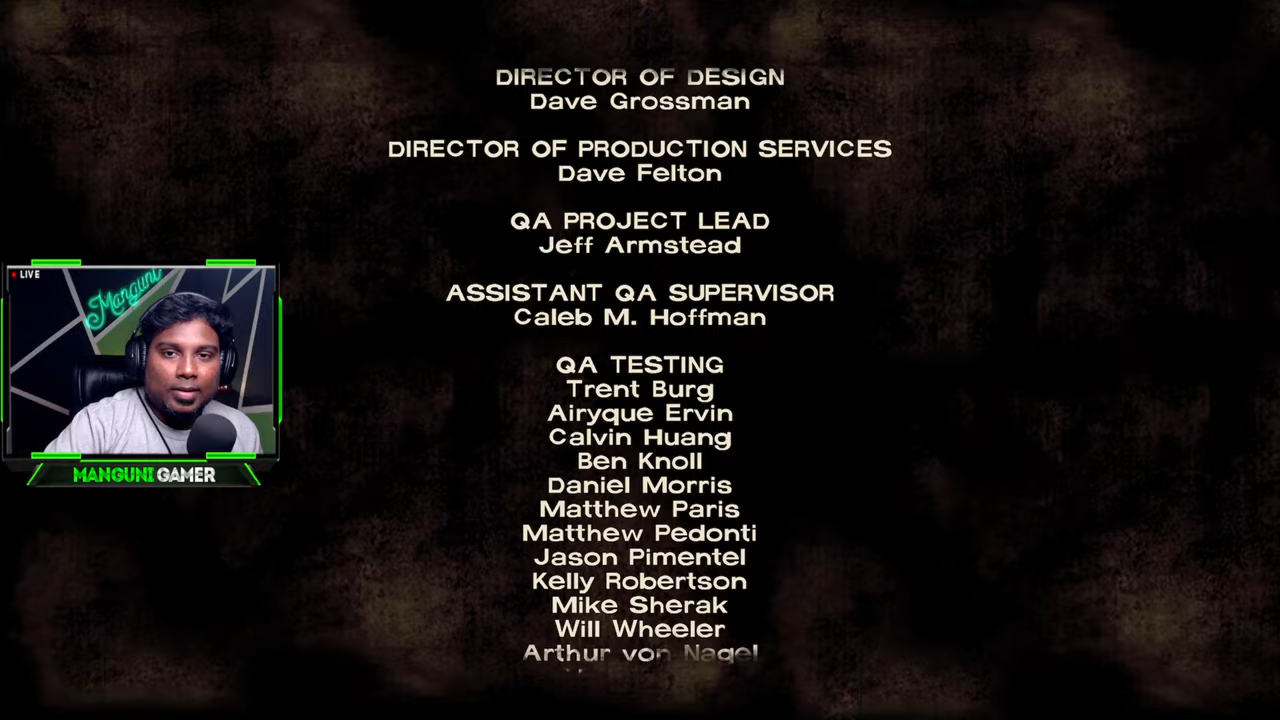 DIRECTOR OF DESIGN
Dave Grossman
DIRECTOR OF PRODUCTION SERVICES
Dave Felton
QA PROJECT LEAD
Jeff Armstead
ASSISTANT QA SUPERVISOR
Caleb M. Hoffman
QA TESTING
Trent Burg
Airyque Ervin
Calvin Huang
Ben Knoll
Daniel Morris
Matthew Paris
Matthew Pedonti
Jason Pimentel
Kelly Robertson
Mike Sherak
Will Wheeler
Arthur von Nagel
LIVE
Manguni
MANGUNI GAMER